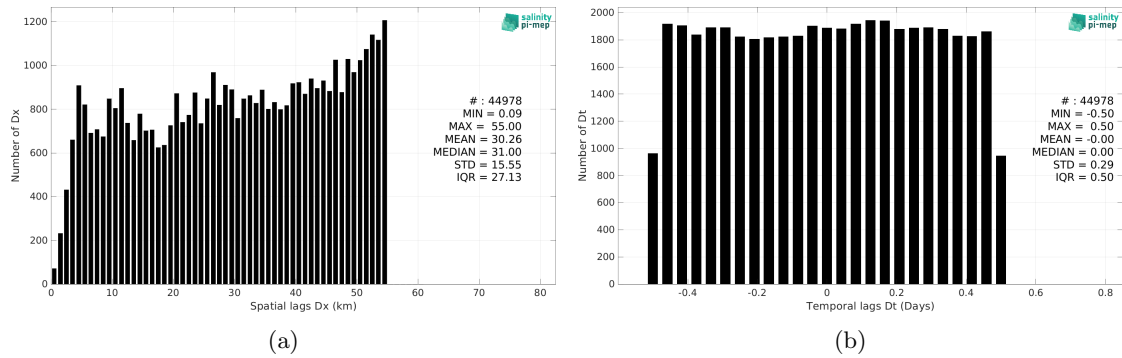 1200
1000
800
600
400
200
0
Number of Dx
0 10 20 30 40 50 60 70 80
Spatial lags Dx (km)
salinity
pi-mep
# : 44978
MIN = 0.09
MAX = 55.00
MEAN = 30.26
MEDIAN = 31.00
STD = 15.55
IQR = 27.13
(a)
2000
1800
1600
1400
1200
1000
800
600
400
200
0
Number of Dt
-0.4 -0.2 0 0.2 0.4 0.6 0.8
Temporal lags Dt (Days)
salinity
pi-mep
# : 44978
MIN = -0.50
MAX = 0.50
MEAN = -0.00
MEDIAN = 0.00
STD = 0.29
IQR = 0.50
(b)